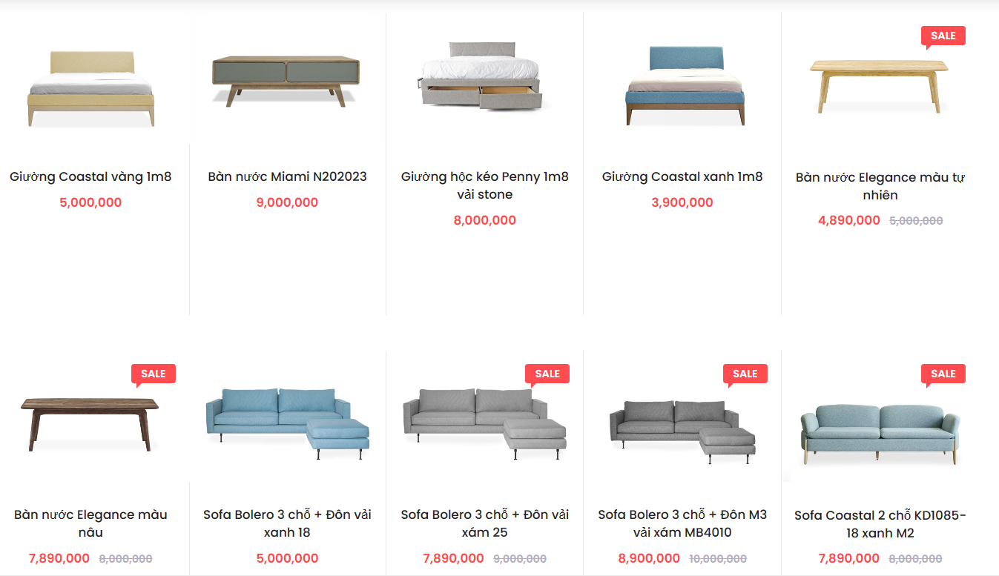 SALE
Giường Coastal vàng 1m8
5,000,000
Bàn nước Miami N202023
9,000,000
Giường hộc kéo Penny 1m8
vải stone
8,000,000
Giường Coastal xanh 1m8
3,900,000
Bàn nước Elegance màu tự
nhiên
4,890,000 5,000,000
SALE
SALE
SALE
SALE
Bàn nước Elegance màu
nâu
7,890,000 8,000,000
Sofa Bolero 3 chỗ + Đôn vải
xanh 18
5,000,000
Sofa Bolero 3 chỗ + Đôn vải
xám 25
7,890,000 9,000,000
Sofa Bolero 3 chỗ + Đôn M3
vải xám MB4010
8,900,000 10,000,000
Sofa Coastal 2 chỗ KD1085-
18 xanh M2
7,890,000 8,000,000